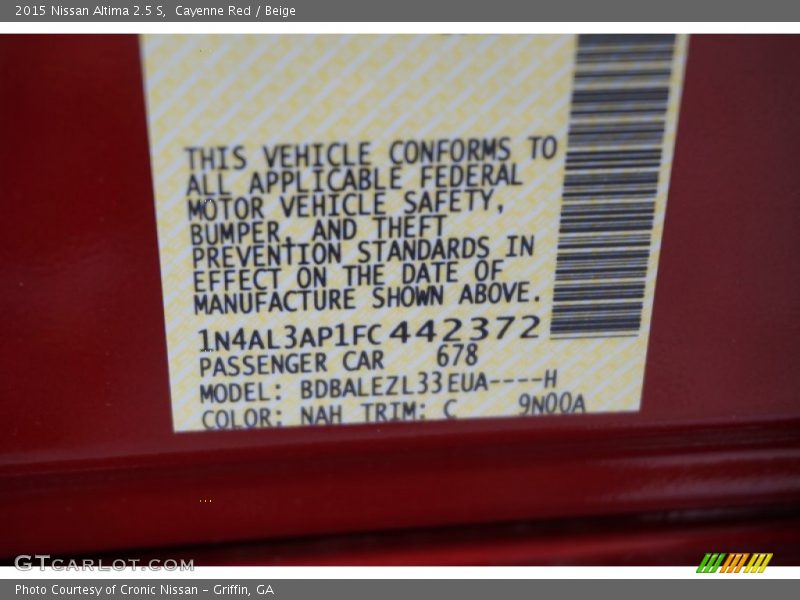 2015 Nissan Altima 2.5 S,  Cayenne Red / Beige
THIS VEHICLE CONFORMS TO
ALL APPLICABLE FEDERAL
MOTOR VEHICLE SAFETY,
BUMPER, AND THEFT
PREVENTION STANDARDS IN
EFFECT ON THE DATE OF
MANUFACTURE SHOWN ABOVE.
1N4AL3AP1FC442372
PASSENGER CAR 678
MODEL: BDBALEZL33EUA----H
COLOR: NAH TRIM: C 9N00A
GTCARLOT.COM
Photo Courtesy of Cronic Nissan - Griffin, GA